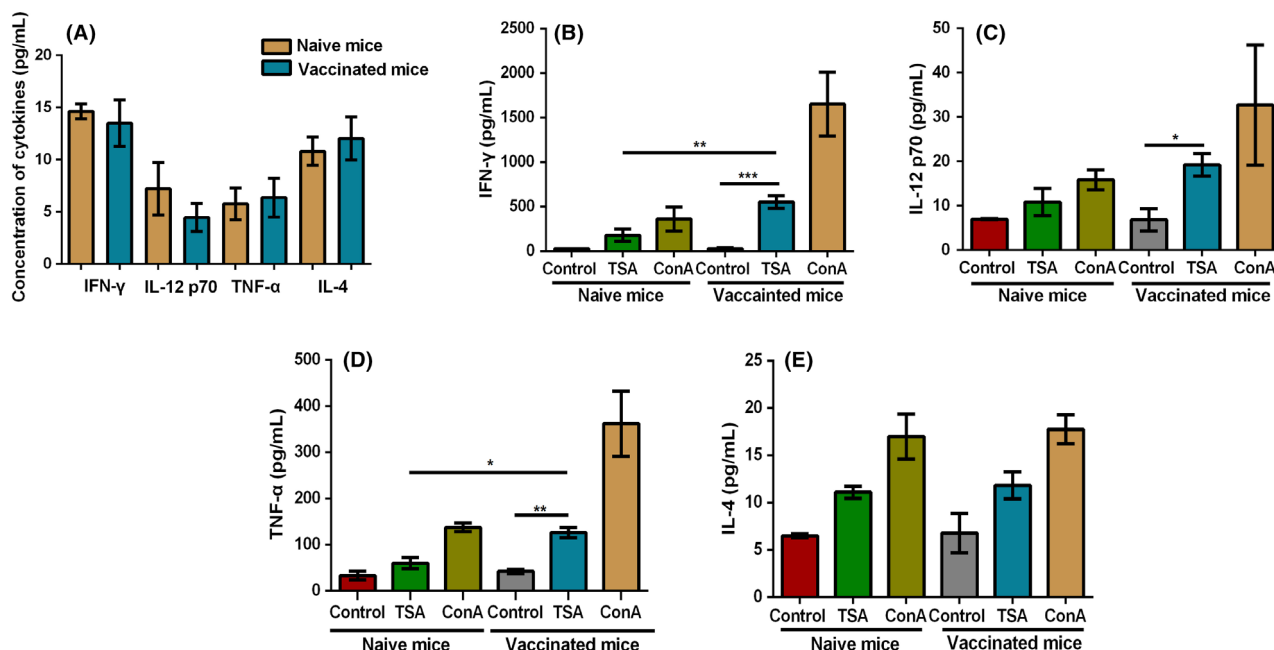 (A)
Concentration of cytokines (pg/mL)
20
15
10
5
0
Naive mice
Vaccinated mice
IFN-γ IL-12 p70 TNF-α IL-4
(B)
IFN-γ (pg/mL)
2500
2000
1500
1000
500
0
**
***
Control TSA ConA Control TSA ConA
Naive mice Vaccainted mice
(C)
IL-12 p70 (pg/mL)
50
40
30
20
10
0
*
Control TSA ConA Control TSA ConA
Naive mice Vaccinated mice
(D)
TNF-α (pg/mL)
500
400
300
200
100
0
*
**
Control TSA ConA Control TSA ConA
Naive mice Vaccinated mice
(E)
IL-4 (pg/mL)
25
20
15
10
5
0
Control TSA ConA Control TSA ConA
Naive mice Vaccinated mice